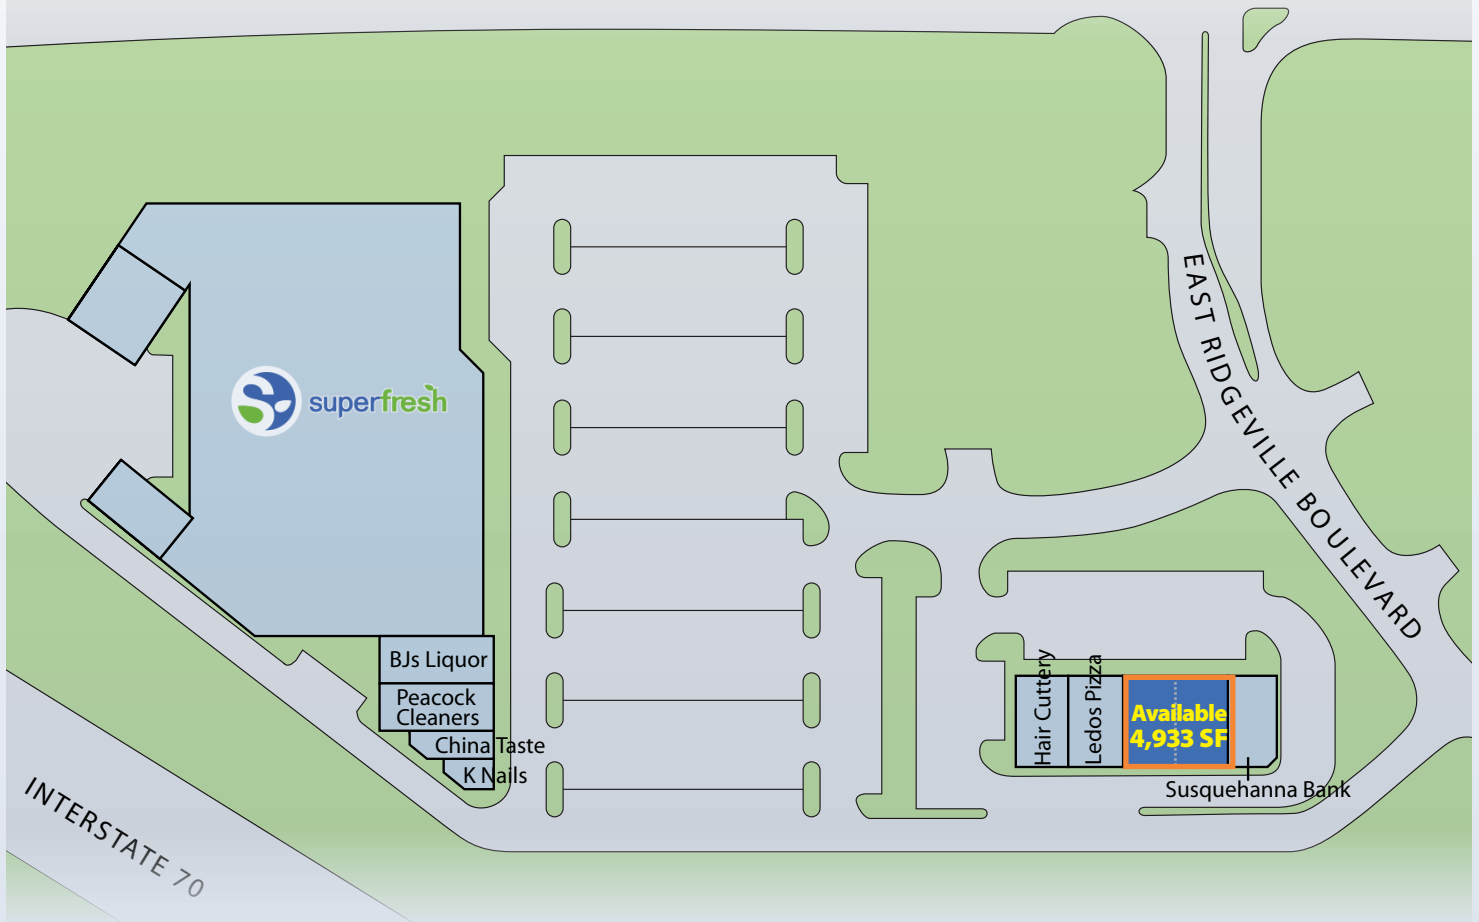 EAST RIDGEVILLE BOULEVARD
superfresh
BJs Liquor
Peacock
Cleaners
China Taste
K Nails
Hair Cuttery
Ledos Pizza
Available
4,933 SF
Susquehanna Bank
INTERSTATE 70